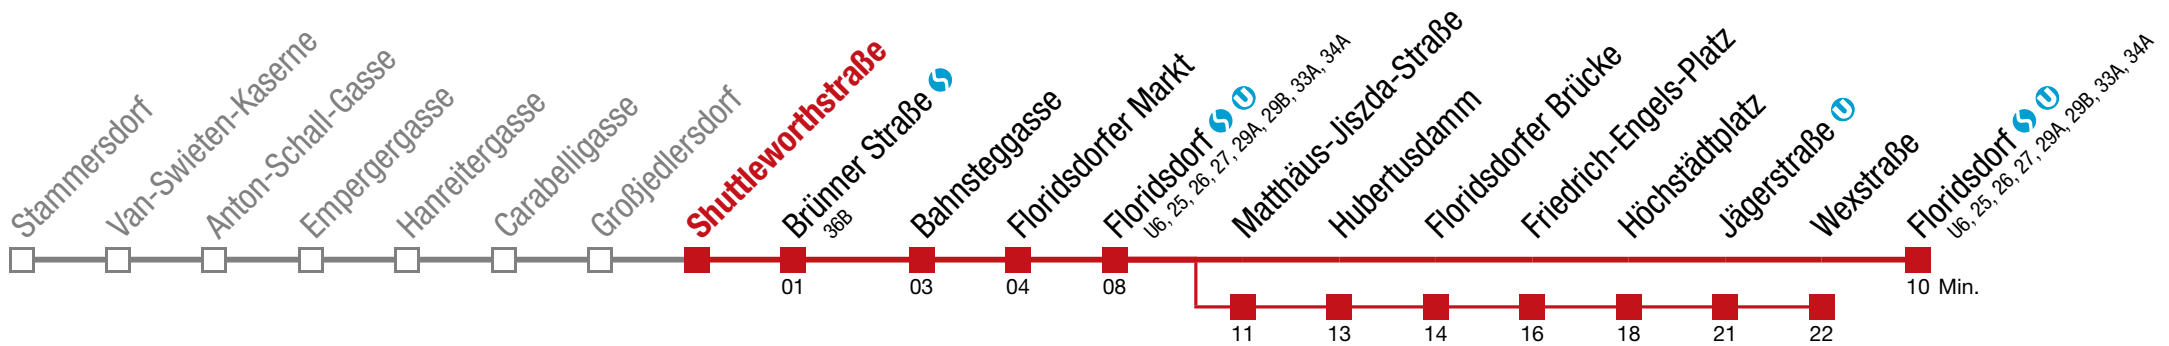 Stammersdorf
Van-Swieten-Kaserne
Anton-Schall-Gasse
Empergergasse
Hanreitergasse
Carabelligasse
Großjedlersdorf
Shuttleworthstraße
Brünner Straße S
36B
Bahnsteggasse
Floridsdorfer Markt
Floridsdorf S U
U6, 25, 26, 27, 29A, 29B, 33A, 34A
Matthäus-Jiszda-Straße
Hubertusdamm
Floridsdorfer Brücke
Friedrich-Engels-Platz
Höchstädtplatz
Jägerstraße U
Wexstraße
Floridsdorf S U
U6, 25, 26, 27, 29A, 29B, 33A, 34A
01 03 04 08 10 Min.
11 13 14 16 18 21 22